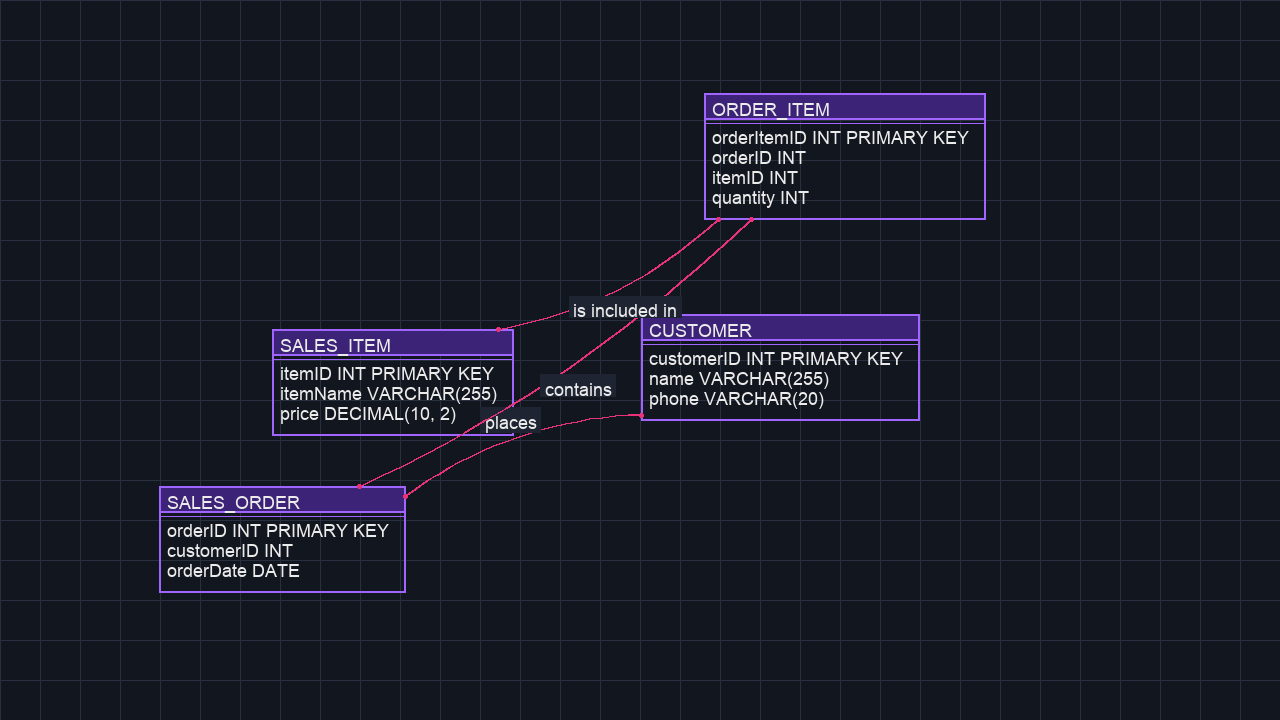 ORDER_ITEM
orderItemID INT PRIMARY KEY
orderID INT
itemID INT
quantity INT
is included in
CUSTOMER
customerID INT PRIMARY KEY
name VARCHAR(255)
phone VARCHAR(20)
SALES_ITEM
itemID INT PRIMARY KEY
itemName VARCHAR(255)
price DECIMAL(10, 2)
contains
places
SALES_ORDER
orderID INT PRIMARY KEY
customerID INT
orderDate DATE